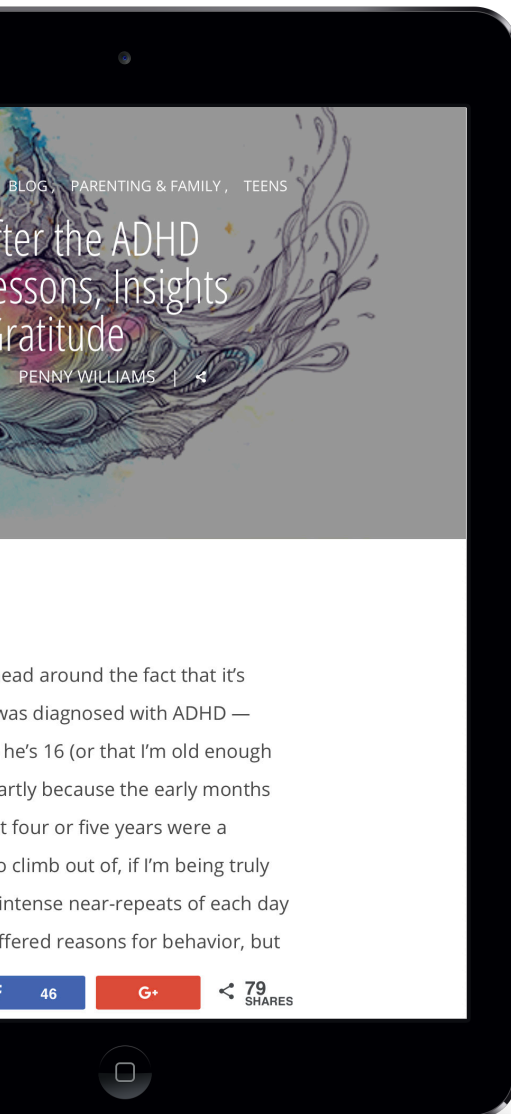 BLOG, PARENTING & FAMILY, TEENS
fter the ADHD
essons, Insights
Gratitude
PENNY WILLIAMS |
ead around the fact that it’s
was diagnosed with ADHD —
he’s 16 (or that I’m old enough
artly because the early months
t four or five years were a
o climb out of, if I’m being truly
intense near-repeats of each day
ffered reasons for behavior, but
46
G+
79
SHARES